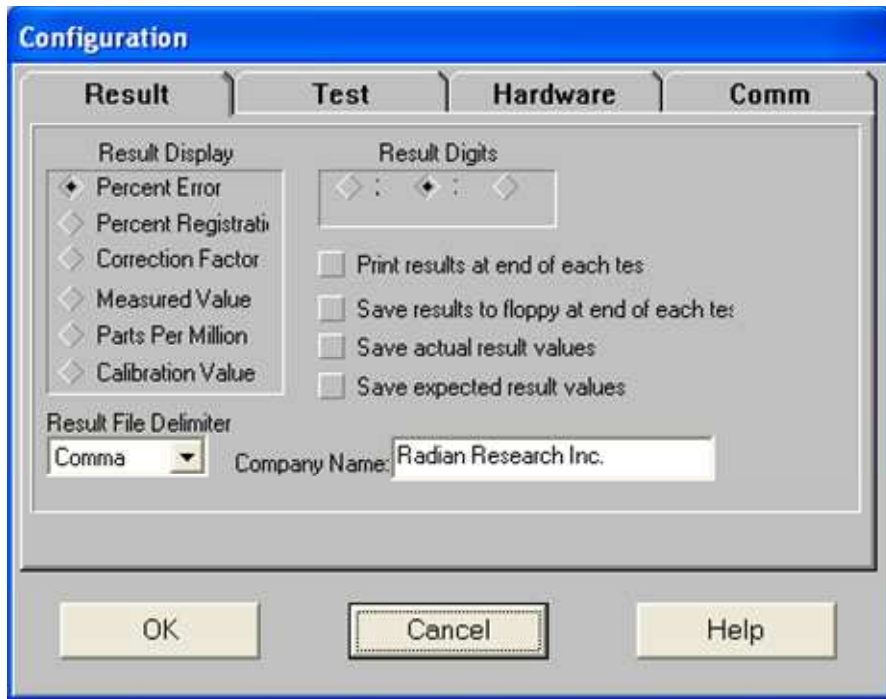 Configuration
Result Test Hardware Comm
Result Display
Percent Error
Percent Registrati
Correction Factor
Measured Value
Parts Per Million
Calibration Value
Result Digits
: :
Print results at end of each tes
Save results to floppy at end of each tes
Save actual result values
Save expected result values
Result File Delimiter
Comma
Company Name: Radian Research Inc.
OK Cancel Help